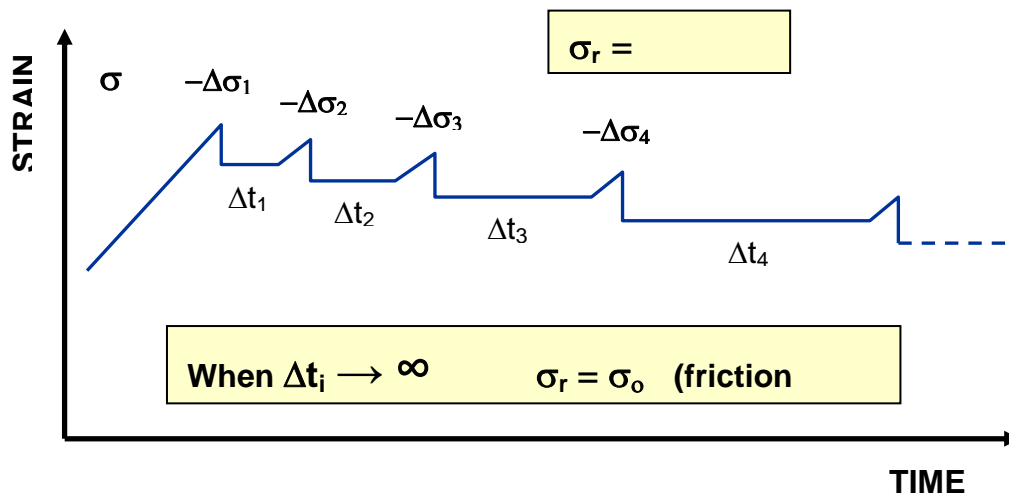 σr =
STRAIN
σ
−Δσ1
−Δσ2
−Δσ3
−Δσ4
Δt1
Δt2
Δt3
Δt4
When Δti → ∞ σr = σo (friction
TIME